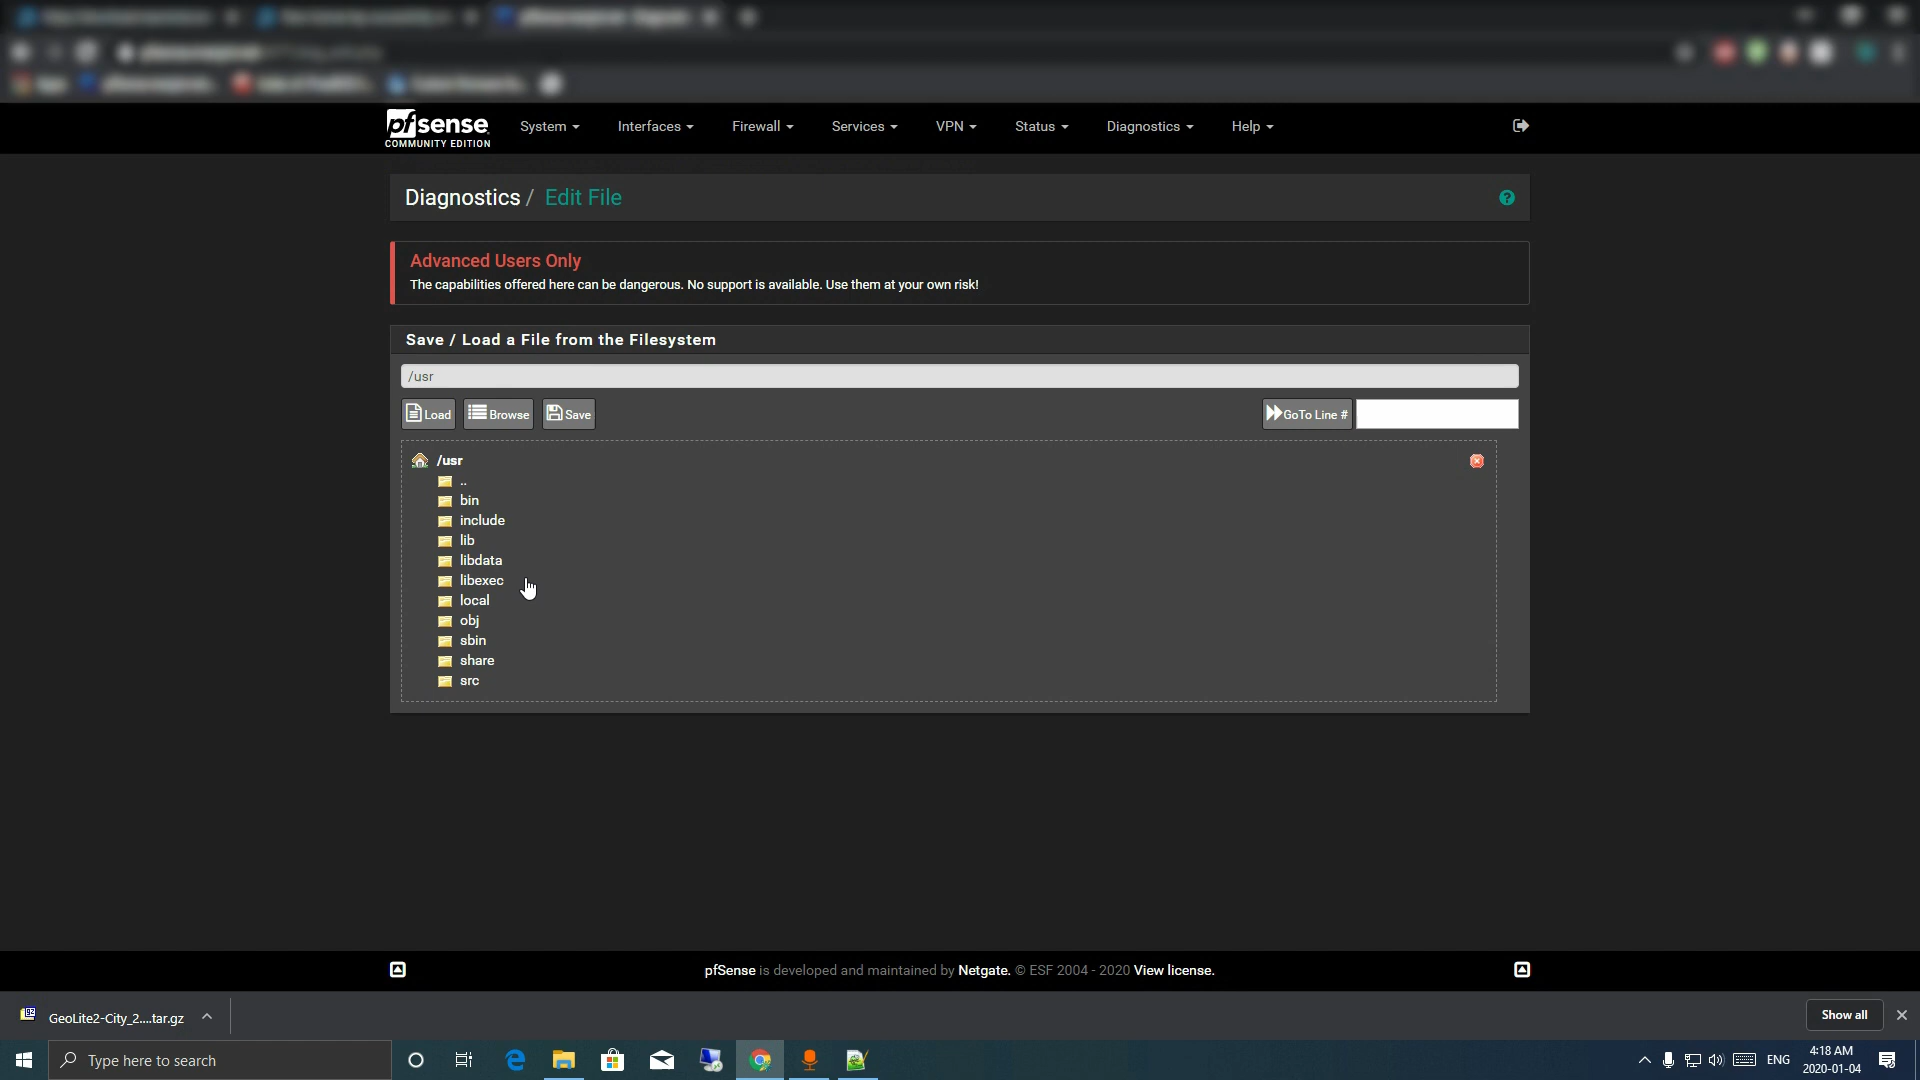 pfsense
COMMUNITY EDITION
System
Interfaces
Firewall
Services
VPN
Status
Diagnostics
Help
Diagnostics / Edit File
Advanced Users Only
The capabilities offered here can be dangerous. No support is available. Use them at your own risk!
Save / Load a File from the Filesystem
/usr
Load
Browse
Save
GoTo Line #
/usr
..
bin
include
lib
libdata
libexec
local
obj
sbin
share
src
pfSense is developed and maintained by Netgate. © ESF 2004 - 2020 View license.
GeoLite2-City_2....tar.gz
Show all
Type here to search
ENG
4:18 AM
2020-01-04